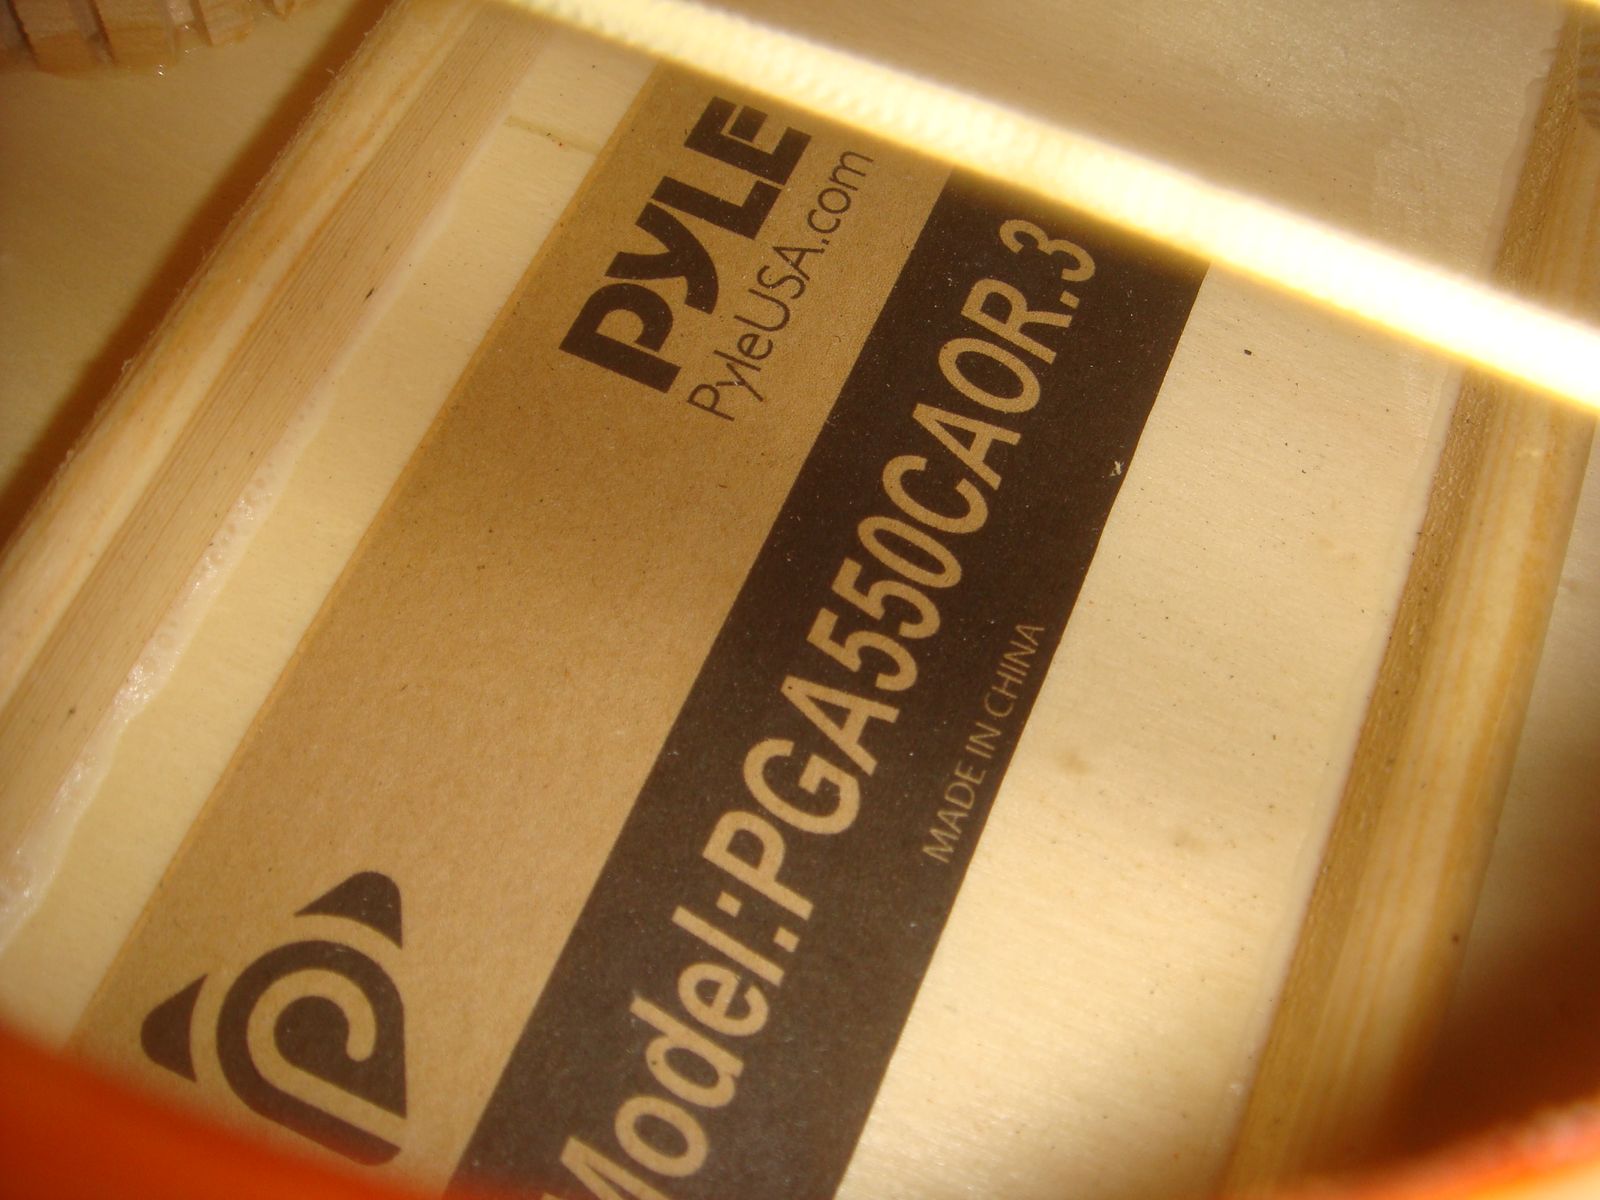 PYLE
PyleUSA.com
Model:PGA550CAOR.3
MADE IN CHINA